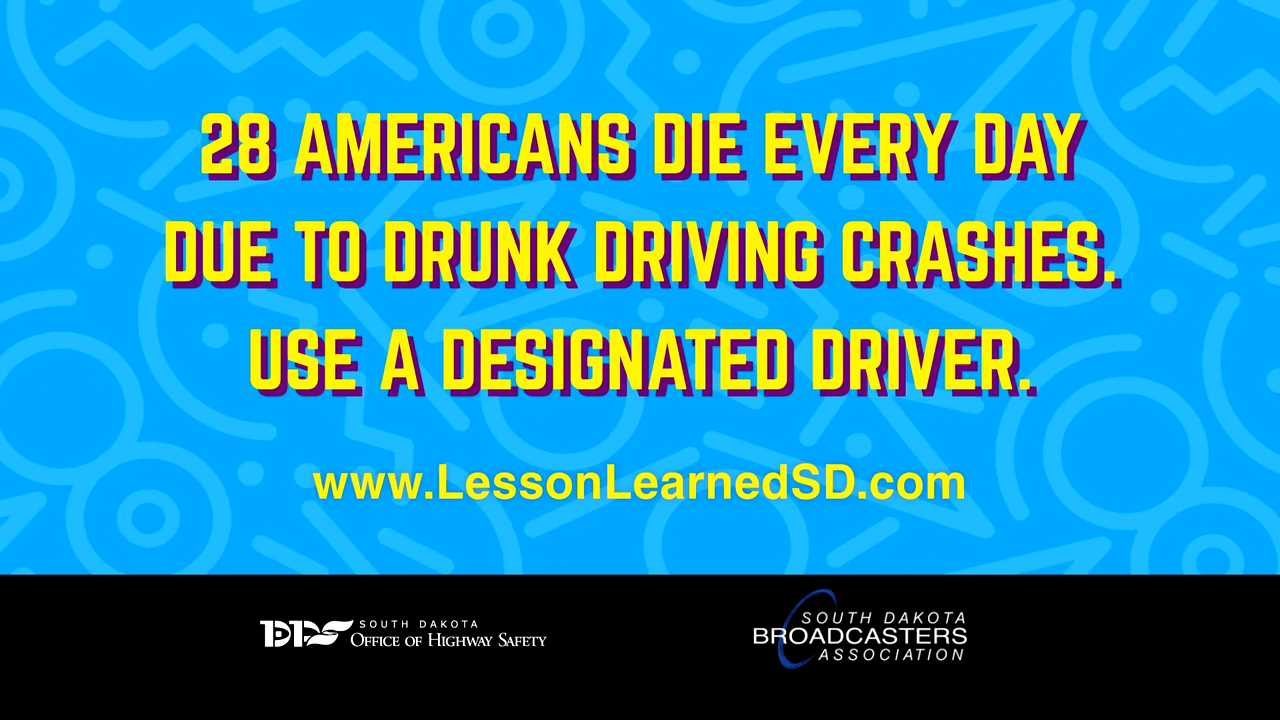 28 AMERICANS DIE EVERY DAY
DUE TO DRUNK DRIVING CRASHES.
USE A DESIGNATED DRIVER.
www.LessonLearnedSD.com
DPS SOUTH DAKOTA
OFFICE OF HIGHWAY SAFETY
SOUTH DAKOTA
BROADCASTERS
ASSOCIATION